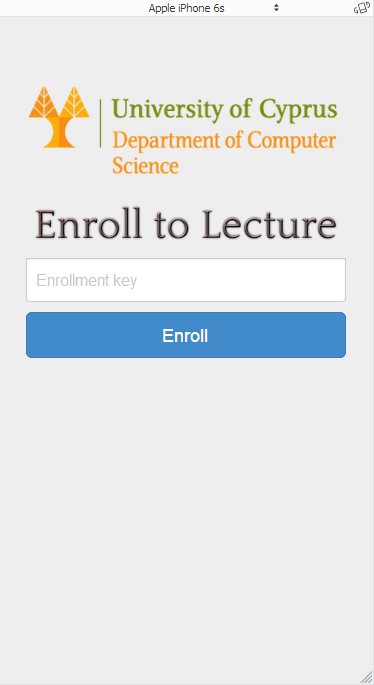 Apple iPhone 6s
University of Cyprus
Department of Computer
Science
Enroll to Lecture
Enrollment key
Enroll